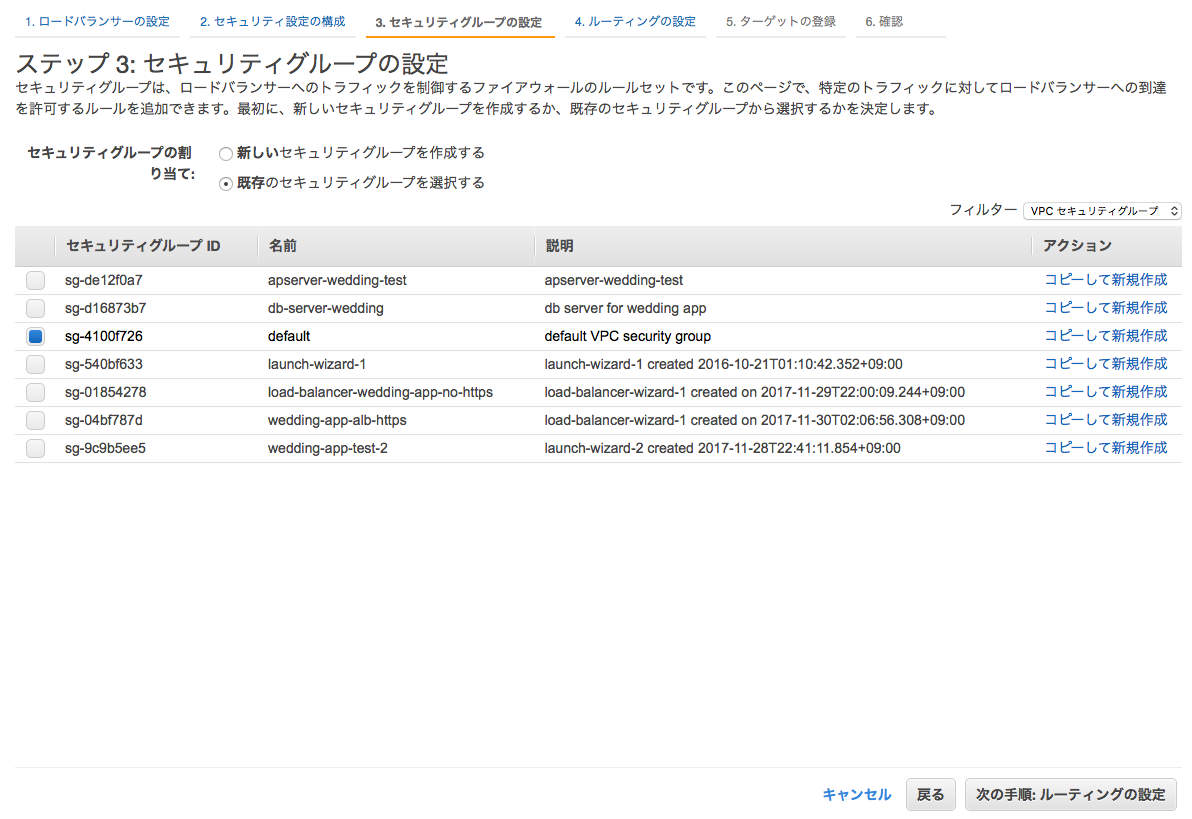 1. ロードバランサーの設定 2. セキュリティ設定の構成 3. セキュリティグループの設定 4. ルーティングの設定 5. ターゲットの登録 6. 確認
ステップ 3: セキュリティグループの設定
セキュリティグループは、ロードバランサーへのトラフィックを制御するファイアウォールのルールセットです。このページで、特定のトラフィックに対してロードバランサーへの到達
を許可するルールを追加できます。最初に、新しいセキュリティグループを作成するか、既存のセキュリティグループから選択するかを決定します。
セキュリティグループの割
り当て:
新しいセキュリティグループを作成する
既存のセキュリティグループを選択する
フィルター VPC セキュリティグループ
セキュリティグループ ID 名前 説明 アクション
sg-de12f0a7 apserver-wedding-test apserver-wedding-test コピーして新規作成
sg-d16873b7 db-server-wedding db server for wedding app コピーして新規作成
sg-4100f726 default default VPC security group コピーして新規作成
sg-540bf633 launch-wizard-1 launch-wizard-1 created 2016-10-21T01:10:42.352+09:00 コピーして新規作成
sg-01854278 load-balancer-wedding-app-no-https load-balancer-wizard-1 created on 2017-11-29T22:00:09.244+09:00 コピーして新規作成
sg-04bf787d wedding-app-alb-https load-balancer-wizard-1 created on 2017-11-30T02:06:56.308+09:00 コピーして新規作成
sg-9c9b5ee5 wedding-app-test-2 launch-wizard-2 created 2017-11-28T22:41:11.854+09:00 コピーして新規作成
キャンセル 戻る 次の手順: ルーティングの設定